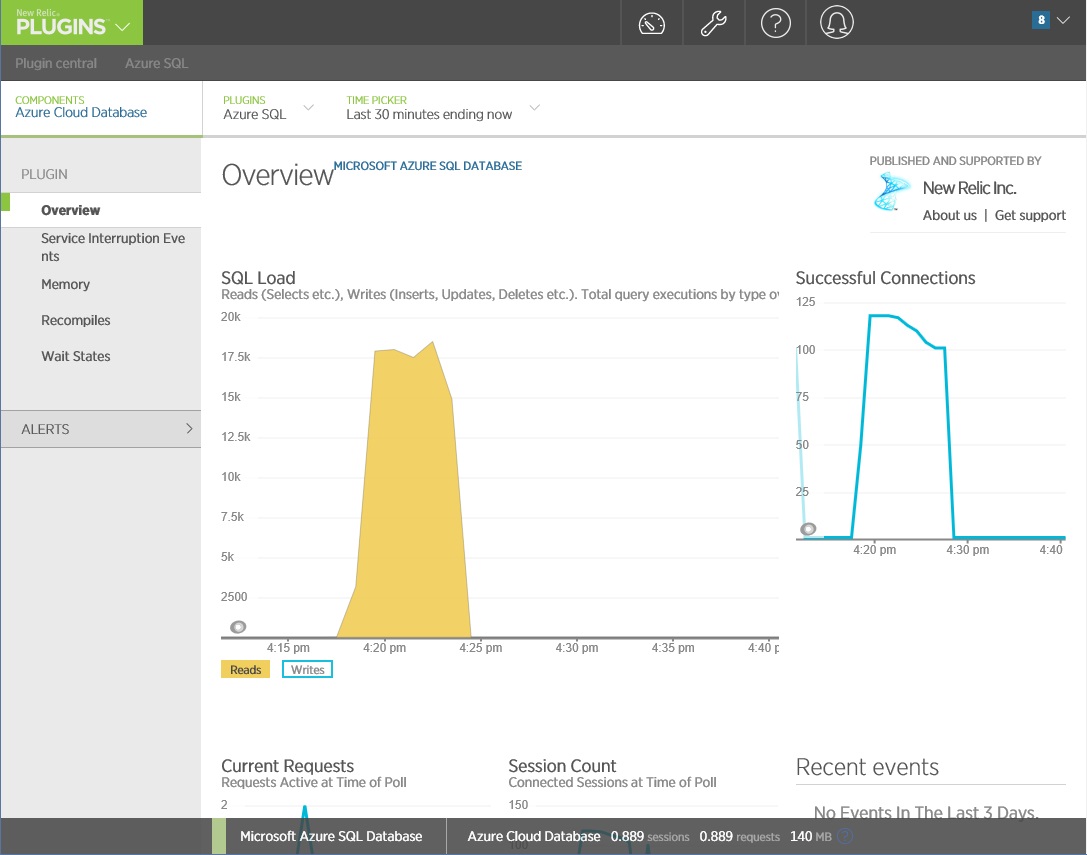 New Relic.
PLUGINS
8
Plugin central
Azure SQL
COMPONENTS
Azure Cloud Database
PLUGINS
Azure SQL
TIME PICKER
Last 30 minutes ending now
PLUGIN
Overview
Service Interruption Eve
nts
Memory
Recompiles
Wait States
ALERTS
Overview
MICROSOFT AZURE SQL DATABASE
PUBLISHED AND SUPPORTED BY
New Relic Inc.
About us | Get support
SQL Load
Reads (Selects etc.), Writes (Inserts, Updates, Deletes etc.). Total query executions by type ov
20k
17.5k
15k
12.5k
10k
7.5k
5k
2500
4:15 pm
4:20 pm
4:25 pm
4:30 pm
4:35 pm
4:40 p
Reads
Writes
Successful Connections
125
100
75
50
25
4:20 pm
4:30 pm
4:40
Current Requests
Requests Active at Time of Poll
2
Session Count
Connected Sessions at Time of Poll
150
100
Recent events
No Events In The Last 3 Days.
Microsoft Azure SQL Database
Azure Cloud Database 0.889 sessions 0.889 requests 140 MB ?